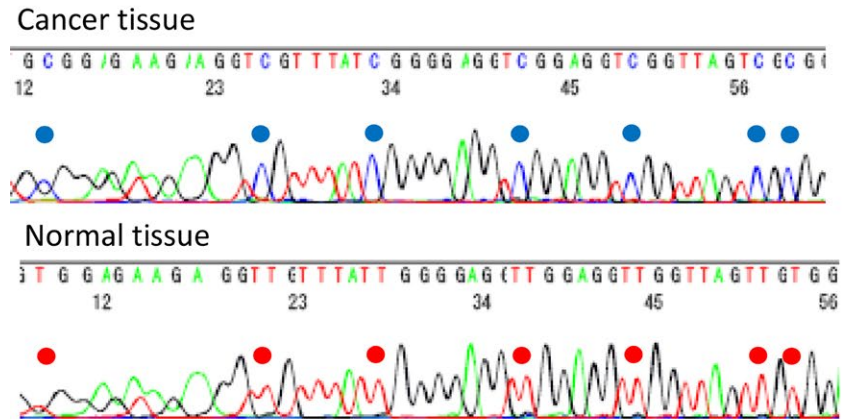 Cancer tissue
G C G G A G A A G A A G G T C G T T T A T C G G G G A G G T C G G A G G T C G G T T A G T C G C G G
12 23 34 45 56
Normal tissue
G T G G A G A A G A G G T T G T T T A T T G G G G A G T T G G A G G T T G G T T A G T T G T G G
12 23 34 45 56